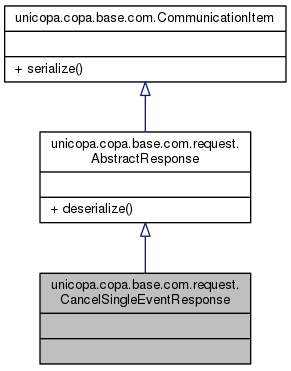 unicopa.copa.base.com.CommunicationItem
+ serialize()
unicopa.copa.base.com.request.
AbstractResponse
+ deserialize()
unicopa.copa.base.com.request.
CancelSingleEventResponse